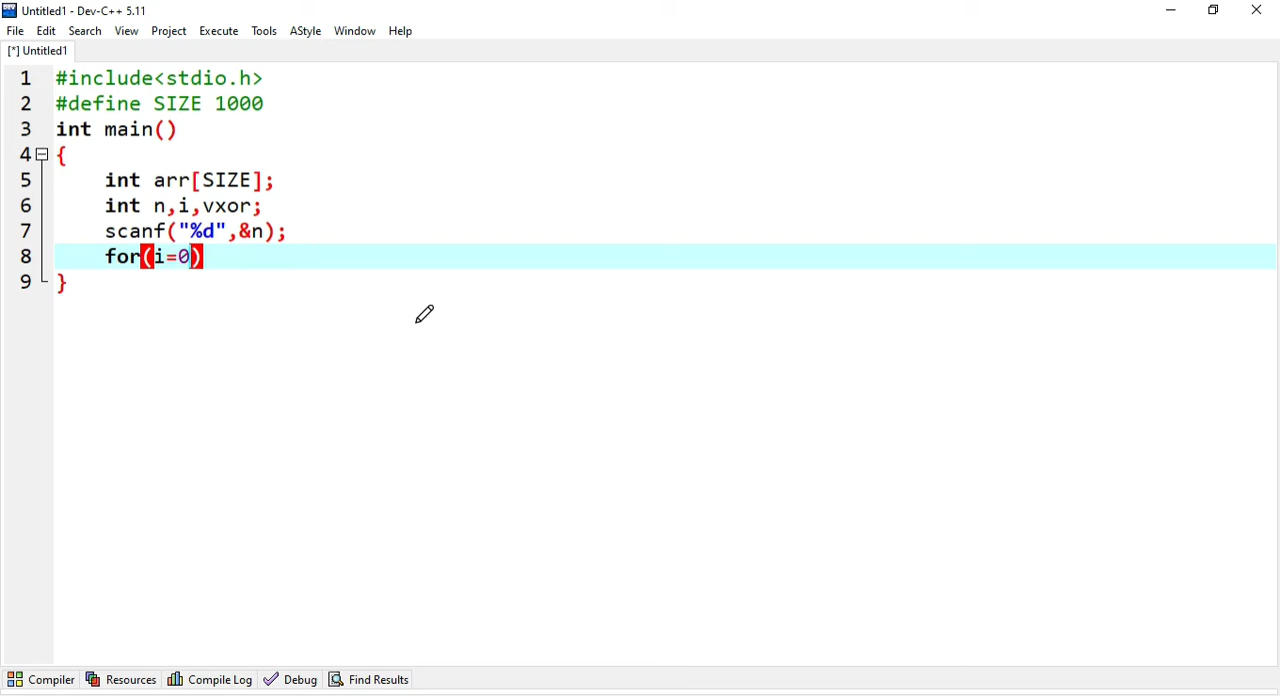 Untitled1 - Dev-C++ 5.11
File Edit Search View Project Execute Tools AStyle Window Help
[*] Untitled1
1 #include<stdio.h>
2 #define SIZE 1000
3 int main()
4 {
5 int arr[SIZE];
6 int n,i,vxor;
7 scanf("%d",&n);
8 for(i=0)
9 }
Compiler Resources Compile Log Debug Find Results